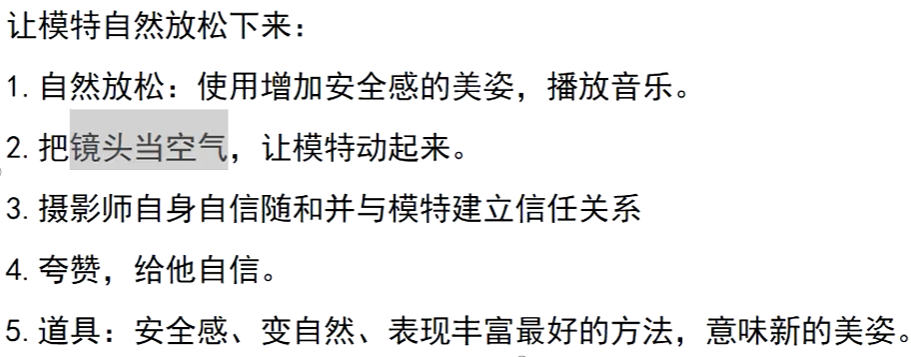 让模特自然放松下来：
1.自然放松：使用增加安全感的美姿，播放音乐。
2.把镜头当空气，让模特动起来。
3.摄影师自身自信随和并与模特建立信任关系
4.夸赞，给他自信。
5.道具：安全感、变自然、表现丰富最好的方法，意味新的美姿。